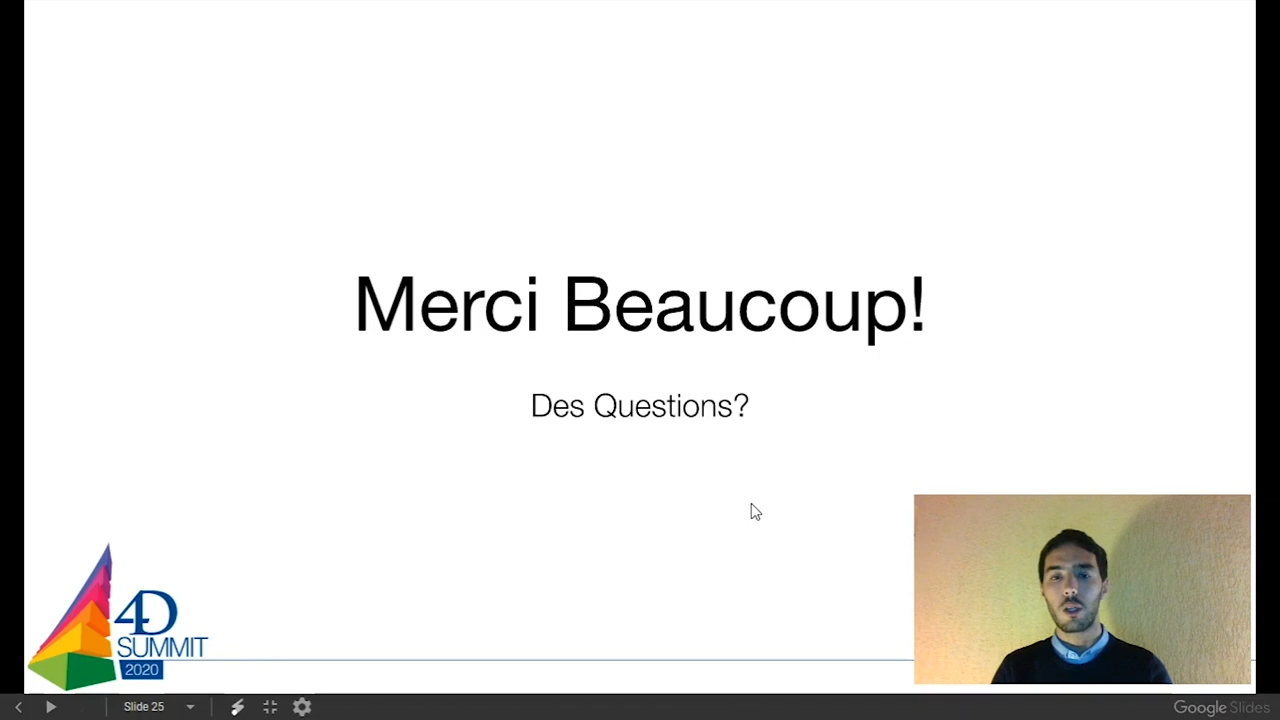 Merci Beaucoup!
Des Questions?
4D
SUMMIT
2020
Slide 25
Google Slides